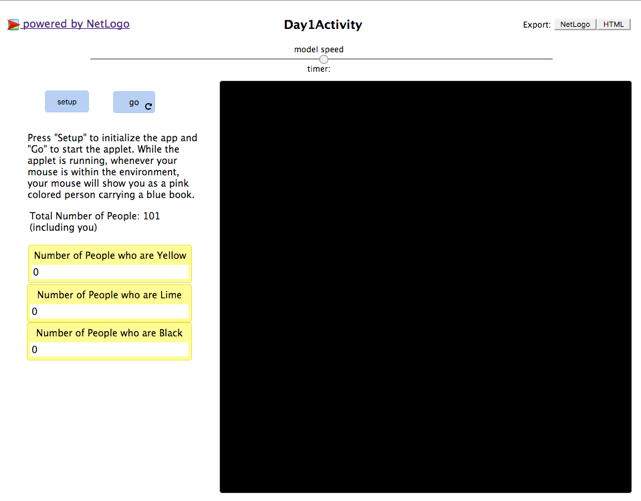 powered by NetLogo
Day1Activity
Export: NetLogo HTML
model speed
timer:
setup
go
Press "Setup" to initialize the app and
"Go" to start the applet. While the
applet is running, whenever your
mouse is within the environment,
your mouse will show you as a pink
colored person carrying a blue book.
Total Number of People: 101
(including you)
Number of People who are Yellow
0
Number of People who are Lime
0
Number of People who are Black
0